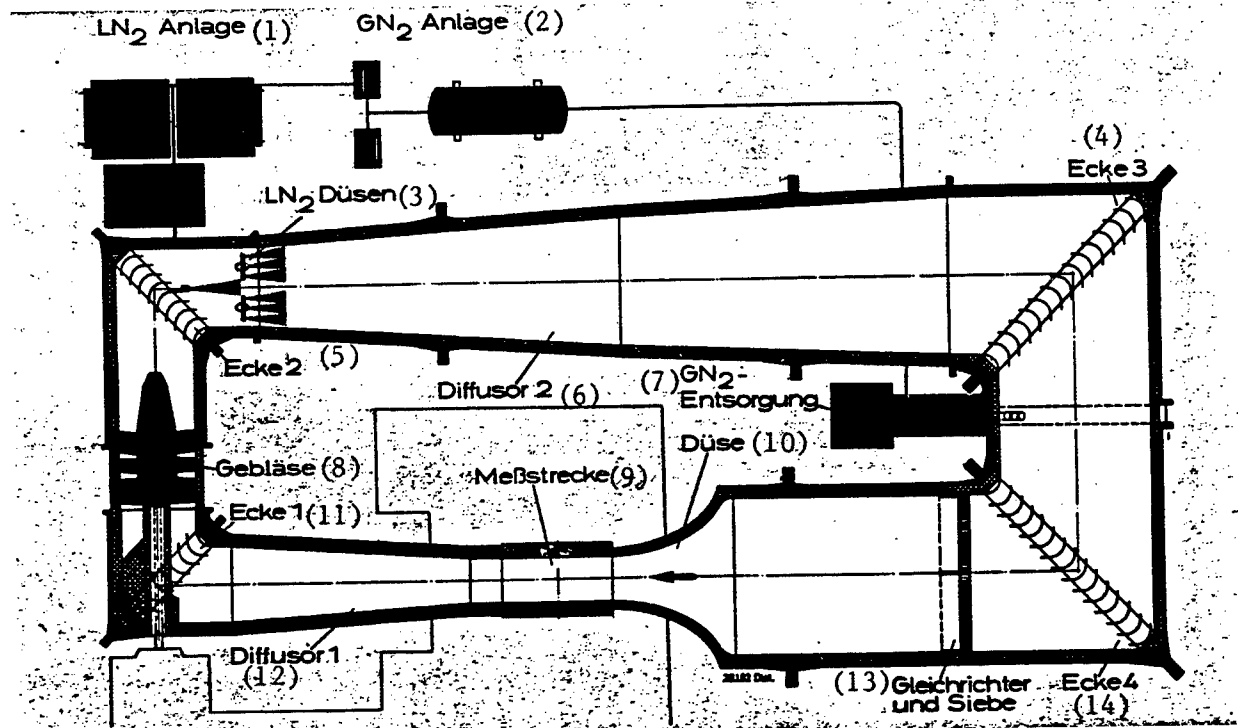 LN₂ Anlage (1)
GN₂ Anlage (2)
(4)
Ecke 3
LN₂ Düsen (3)
Ecke 2 (5)
Diffusor 2 (6)
(7) GN₂-
Entsorgung
Düse (10)
Gebläse (8)
Meßstrecke (9)
Ecke 1 (11)
Diffusor 1
(12)
(13) Gleichrichter
und Siebe
Ecke 4
(14)